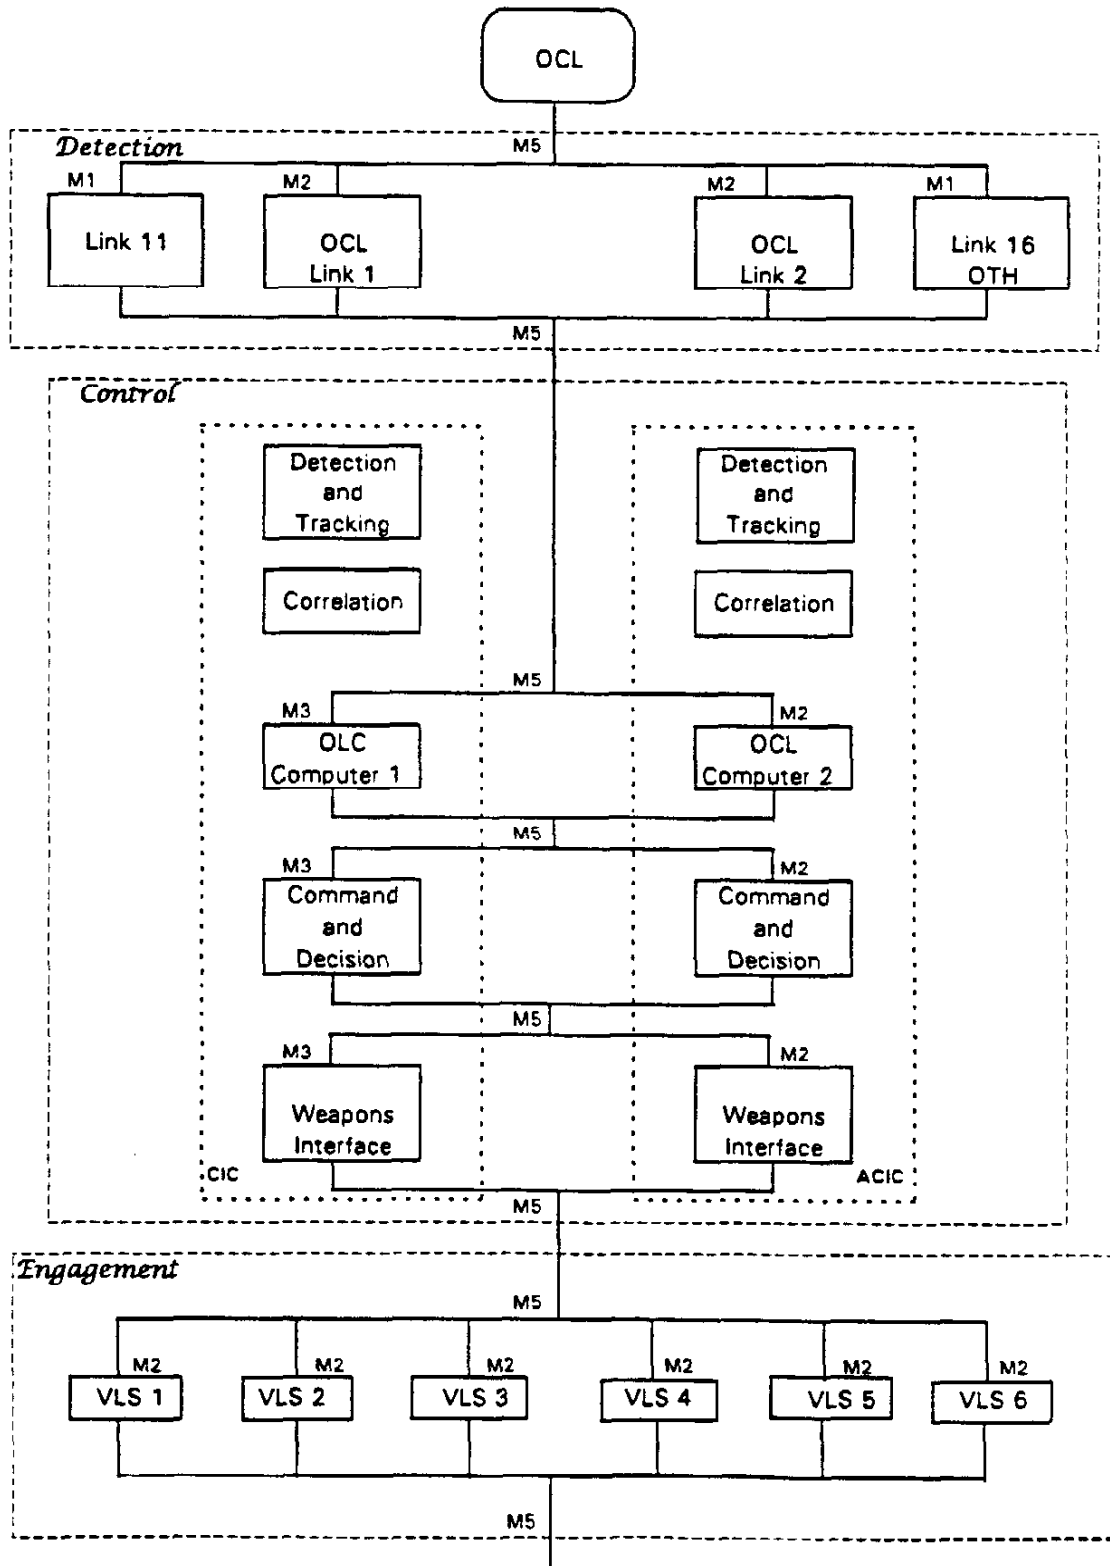 OCL
Detection
M5
M1
M2
M2
M1
Link 11
OCL
Link 1
OCL
Link 2
Link 16
OTH
M5
Control
Detection
and
Tracking
Detection
and
Tracking
Correlation
Correlation
M5
M3
M2
OLC
Computer 1
OCL
Computer 2
M5
M3
M2
Command
and
Decision
Command
and
Decision
M5
M3
M2
Weapons
Interface
Weapons
Interface
CIC
ACIC
M5
Engagement
M5
M2
M2
M2
M2
M2
M2
VLS 1
VLS 2
VLS 3
VLS 4
VLS 5
VLS 6
M5